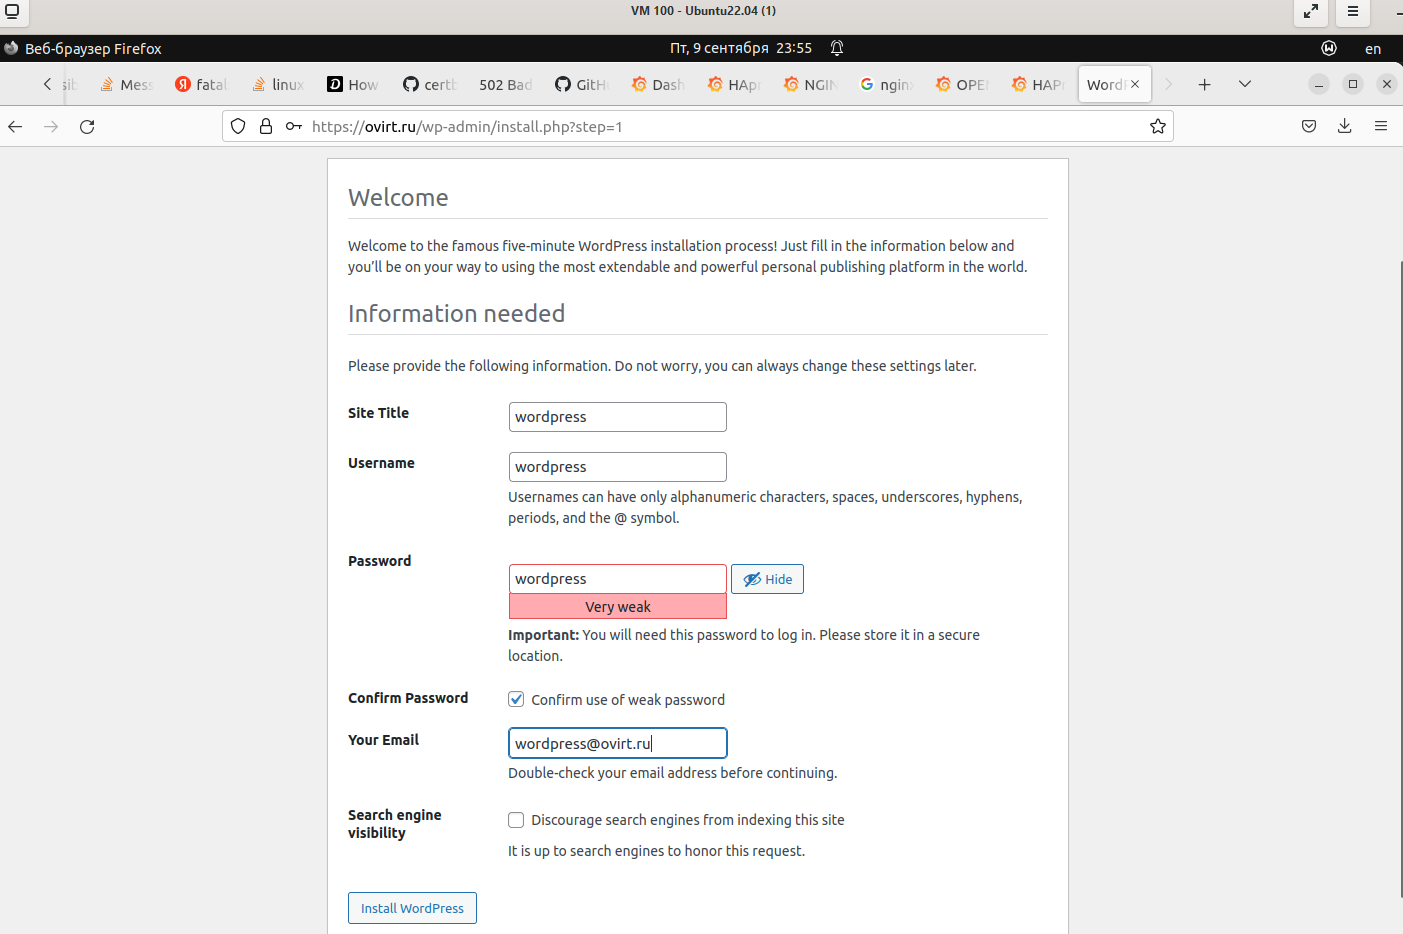 VM 100 - Ubuntu22.04 (1)
Веб-браузер Firefox
Пт, 9 сентября 23:55
en
Mess
fatal
linux
How
certb
502 Bad
GitH
Dash
HApr
NGIN
nginx
OPE
HAPr
WordP
https://ovirt.ru/wp-admin/install.php?step=1
Welcome
Welcome to the famous five-minute WordPress installation process! Just fill in the information below and
you’ll be on your way to using the most extendable and powerful personal publishing platform in the world.
Information needed
Please provide the following information. Do not worry, you can always change these settings later.
Site Title
wordpress
Username
wordpress
Usernames can have only alphanumeric characters, spaces, underscores, hyphens,
periods, and the @ symbol.
Password
wordpress
Hide
Very weak
Important: You will need this password to log in. Please store it in a secure
location.
Confirm Password
Confirm use of weak password
Your Email
wordpress@ovirt.ru
Double-check your email address before continuing.
Search engine
visibility
Discourage search engines from indexing this site
It is up to search engines to honor this request.
Install WordPress